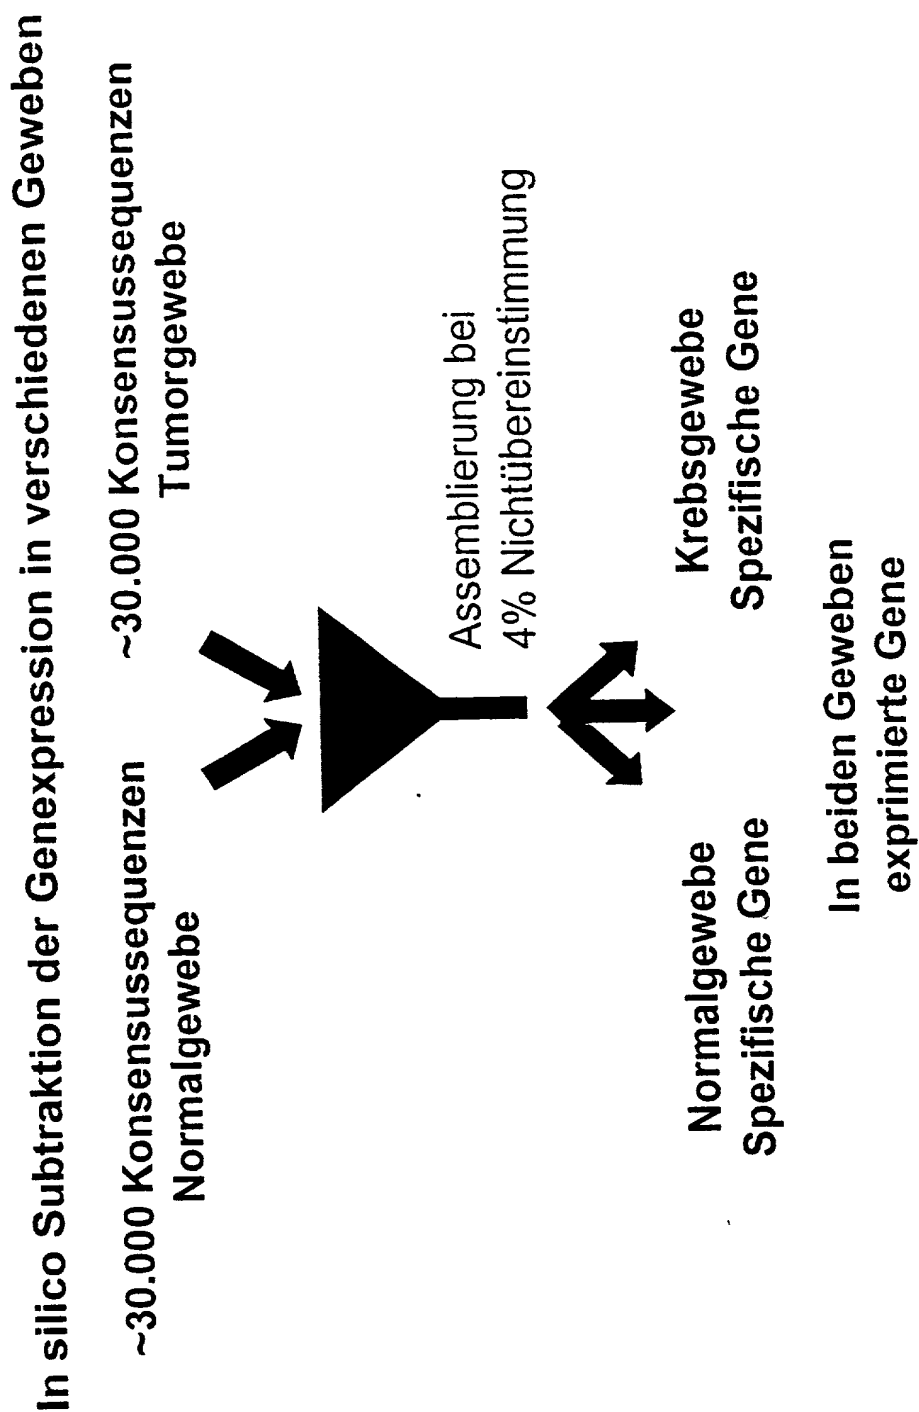 In silico Subtraktion der Genexpression in verschiedenen Geweben
~30.000 Konsensussequenzen
Normalgewebe
~30.000 Konsensussequenzen
Tumorgewebe
Assemblierung bei
4% Nichtübereinstimmung
Normalgewebe
Spezifische Gene
Krebsgewebe
Spezifische Gene
In beiden Geweben
exprimierte Gene